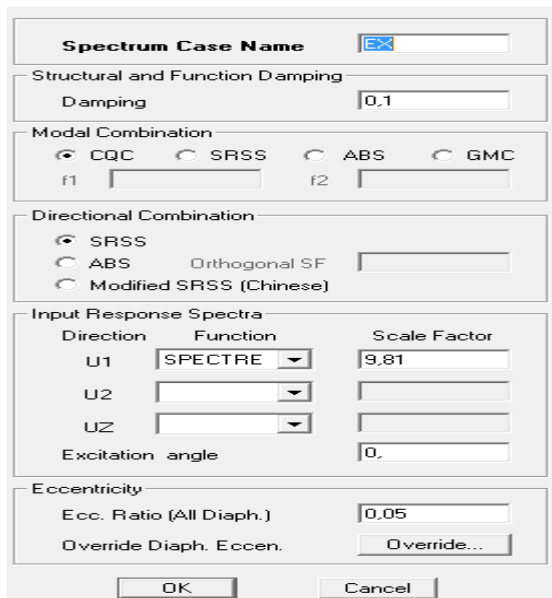 Spectrum Case Name EX
Structural and Function Damping
Damping 0,1
Modal Combination
CQC SRSS ABS GMC
f1 f2
Directional Combination
SRSS
ABS Orthogonal SF
Modified SRSS (Chinese)
Input Response Spectra
Direction Function Scale Factor
U1 SPECTRE 9,81
U2
UZ
Excitation angle 0,
Eccentricity
Ecc. Ratio (All Diaph.) 0,05
Override Diaph. Eccen. Override...
OK Cancel